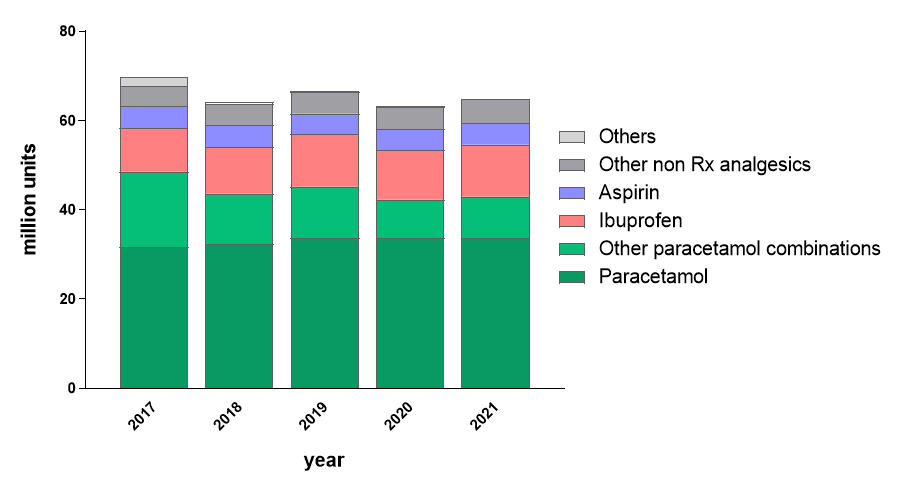 80
60
40
20
0
million units
2017
2018
2019
2020
2021
year
Others
Other non Rx analgesics
Aspirin
Ibuprofen
Other paracetamol combinations
Paracetamol